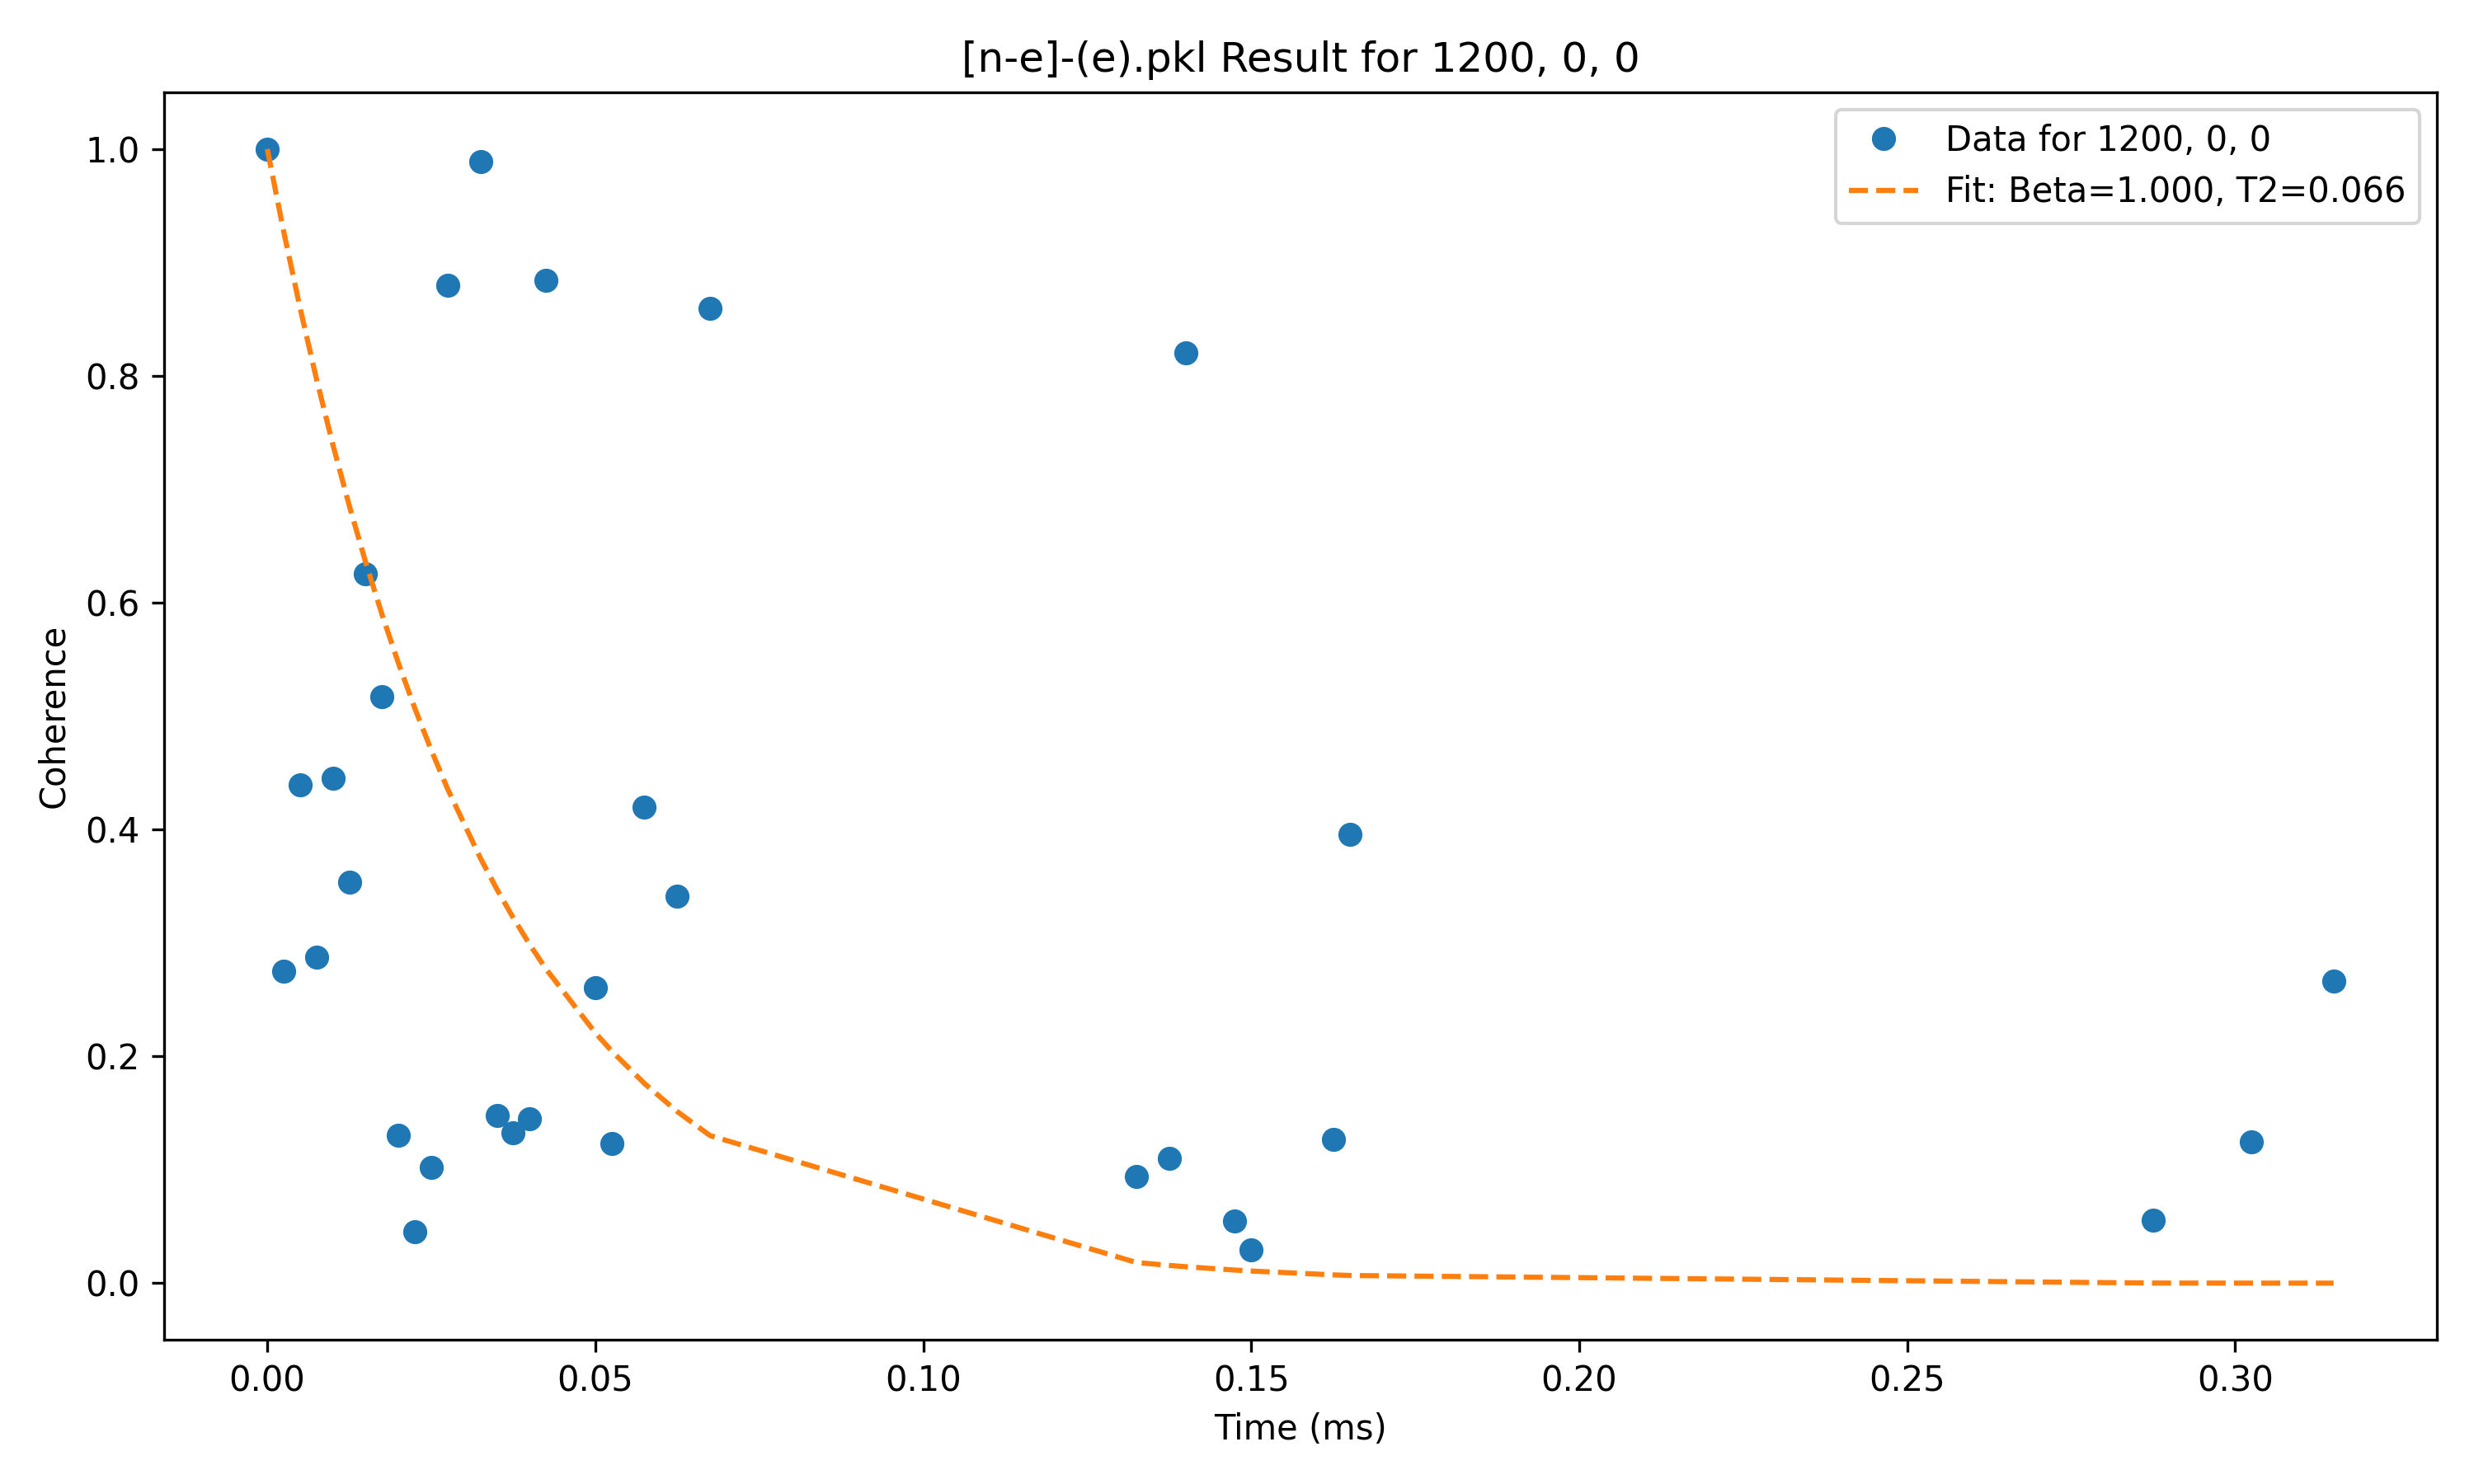 [n-e]-(e).pkl Result for 1200, 0, 0
Data for 1200, 0, 0
Fit: Beta=1.000, T2=0.066
Coherence
1.0
0.8
0.6
0.4
0.2
0.0
0.00 0.05 0.10 0.15 0.20 0.25 0.30
Time (ms)